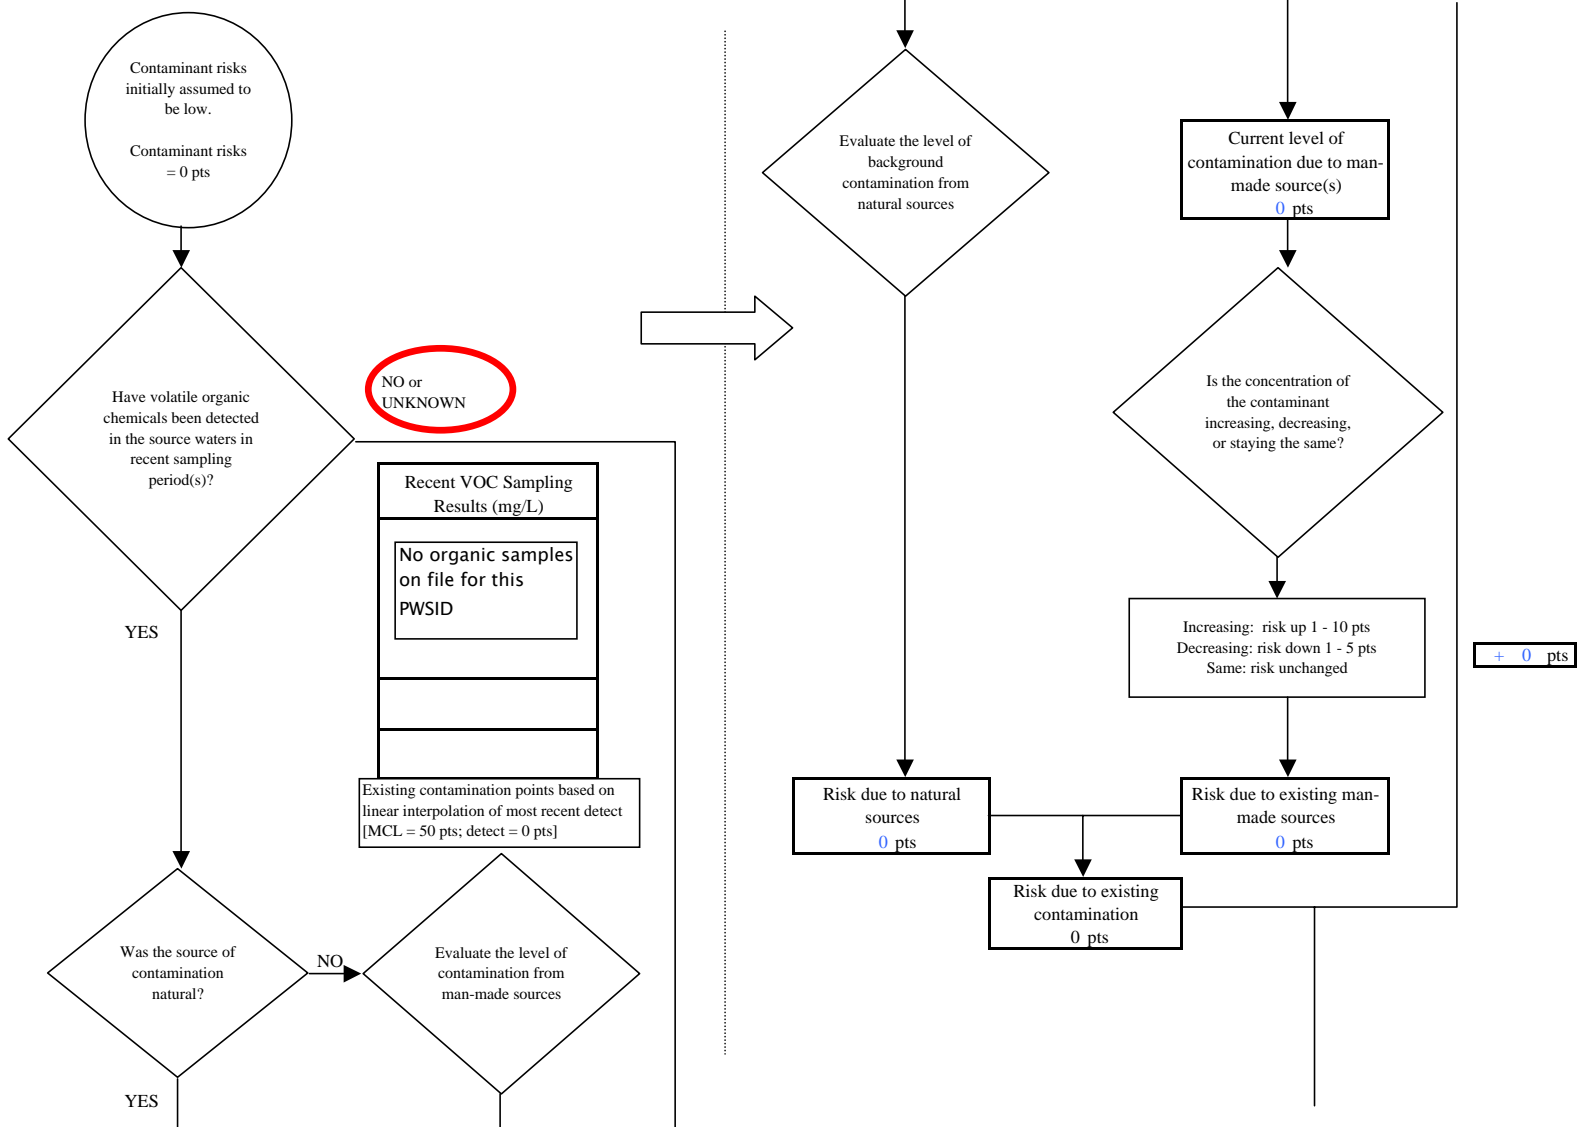 Contaminant risks
initially assumed to
be low.
Contaminant risks
= 0 pts
Have volatile organic
chemicals been detected
in the source waters in
recent sampling
period(s)?
NO or
UNKNOWN
YES
Recent VOC Sampling
Results (mg/L)
No organic samples
on file for this
PWSID
Existing contamination points based on
linear interpolation of most recent detect
[MCL = 50 pts; detect = 0 pts]
Was the source of
contamination
natural?
NO
YES
Evaluate the level of
contamination from
man-made sources
Evaluate the level of
background
contamination from
natural sources
Current level of
contamination due to man-
made source(s)
0 pts
Is the concentration of
the contaminant
increasing, decreasing,
or staying the same?
Increasing: risk up 1 - 10 pts
Decreasing: risk down 1 - 5 pts
Same: risk unchanged
+ 0 pts
Risk due to natural
sources
0 pts
Risk due to existing man-
made sources
0 pts
Risk due to existing
contamination
0 pts